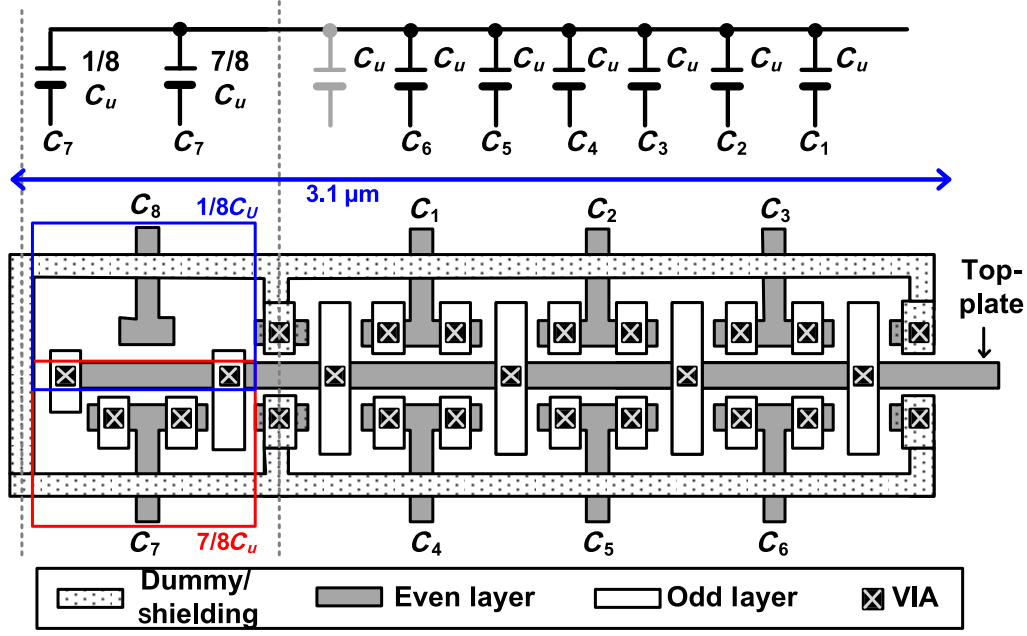 1/8 7/8 Cᵤ Cᵤ Cᵤ Cᵤ Cᵤ Cᵤ Cᵤ
Cᵤ Cᵤ
C₇ C₇ C₆ C₅ C₄ C₃ C₂ C₁
3.1 µm
C₈ 1/8C_U C₁ C₂ C₃
Top-
plate
C₇ 7/8Cᵤ C₄ C₅ C₆
Dummy/
shielding
Even layer
Odd layer
VIA